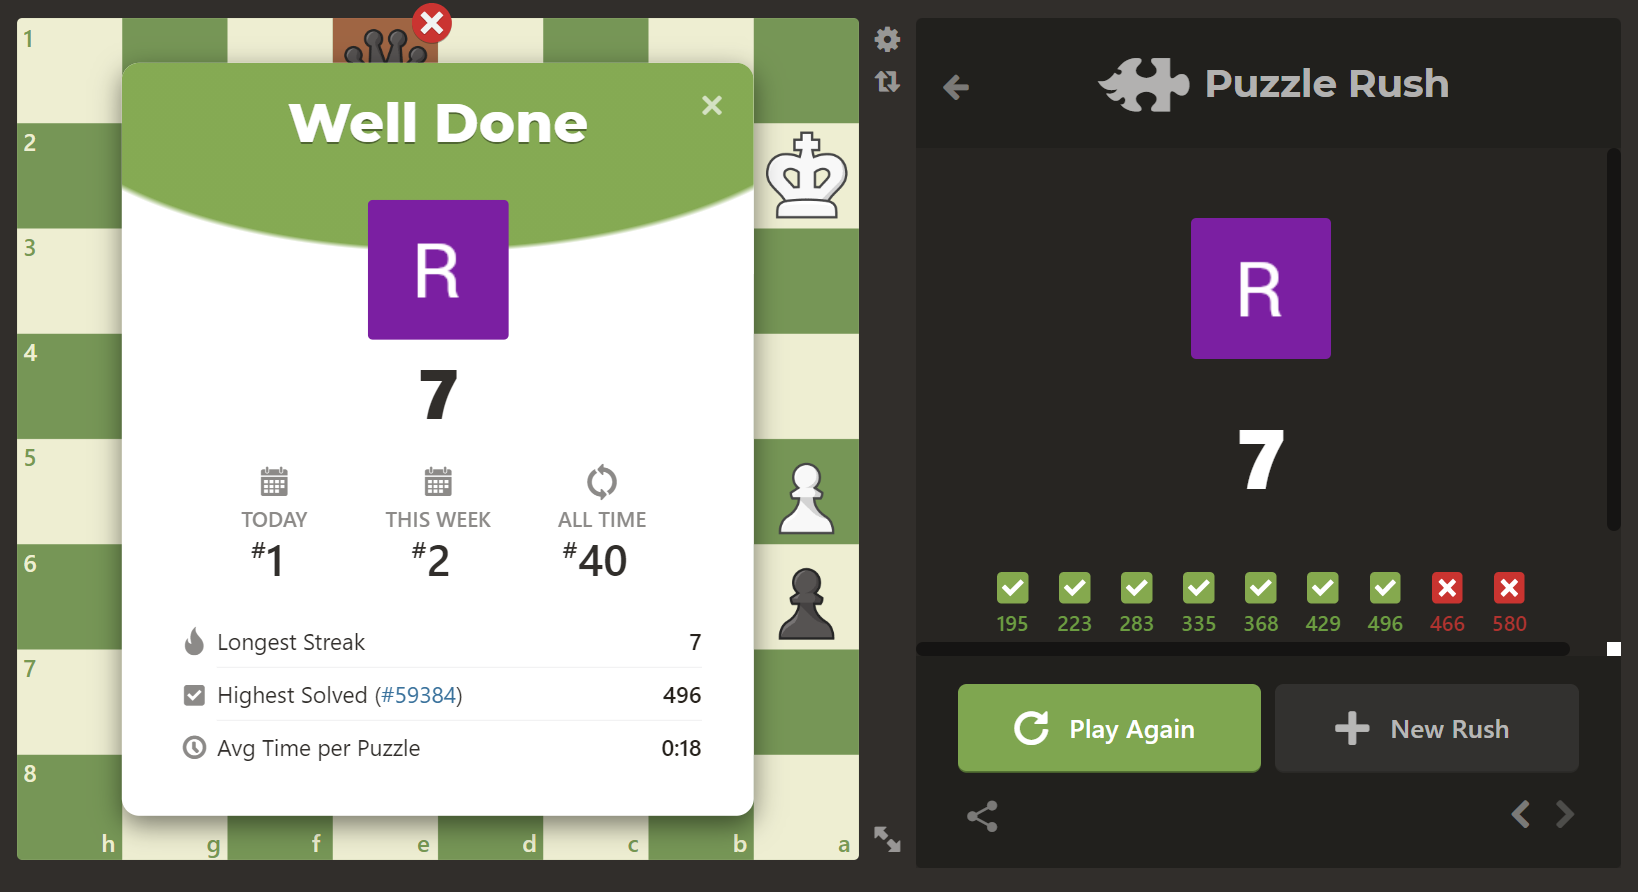 1
2
3
4
5
6
7
8
h g f e d c b a
Well Done
R
7
TODAY THIS WEEK ALL TIME
#1 #2 #40
Longest Streak 7
Highest Solved (#59384) 496
Avg Time per Puzzle 0:18
Puzzle Rush
R
7
195 223 283 335 368 429 496 466 580
Play Again
New Rush